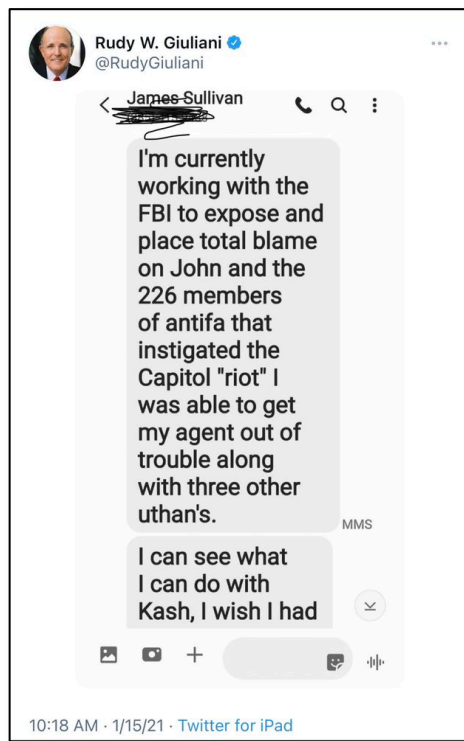 Rudy W. Giuliani
@RudyGiuliani
James Sullivan
I'm currently
working with the
FBI to expose and
place total blame
on John and the
226 members
of antifa that
instigated the
Capitol "riot" I
was able to get
my agent out of
trouble along
with three other
uthan's.
MMS
I can see what
I can do with
Kash, I wish I had
10:18 AM · 1/15/21 · Twitter for iPad